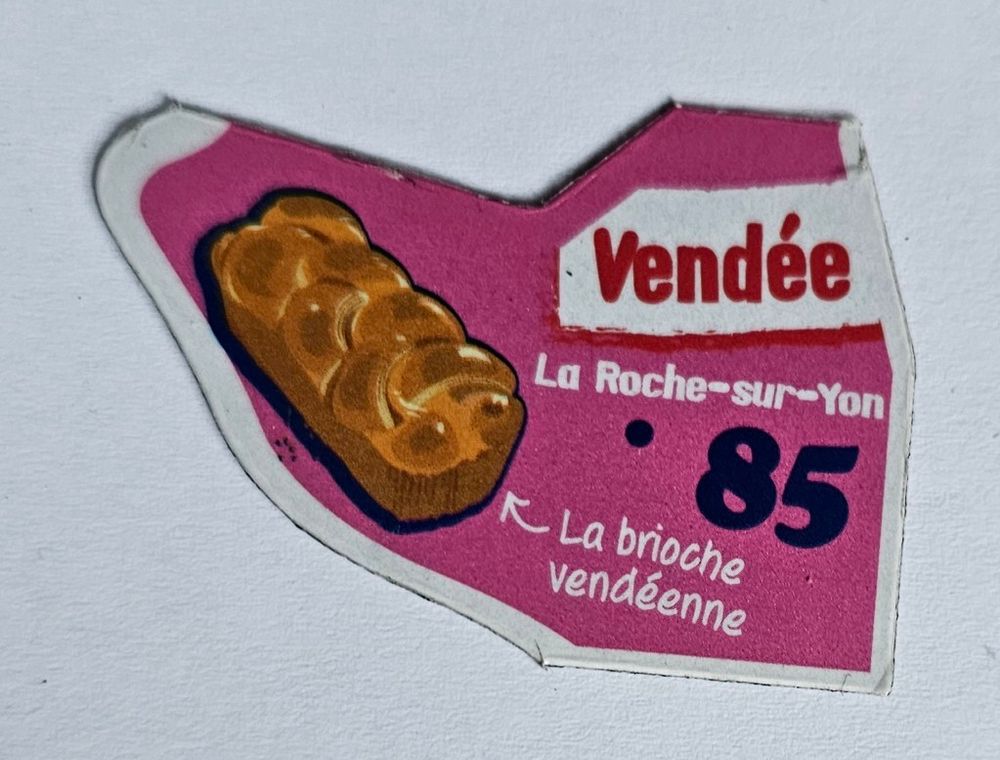 Vendée
La Roche-sur-Yon
85
La brioche
vendéenne